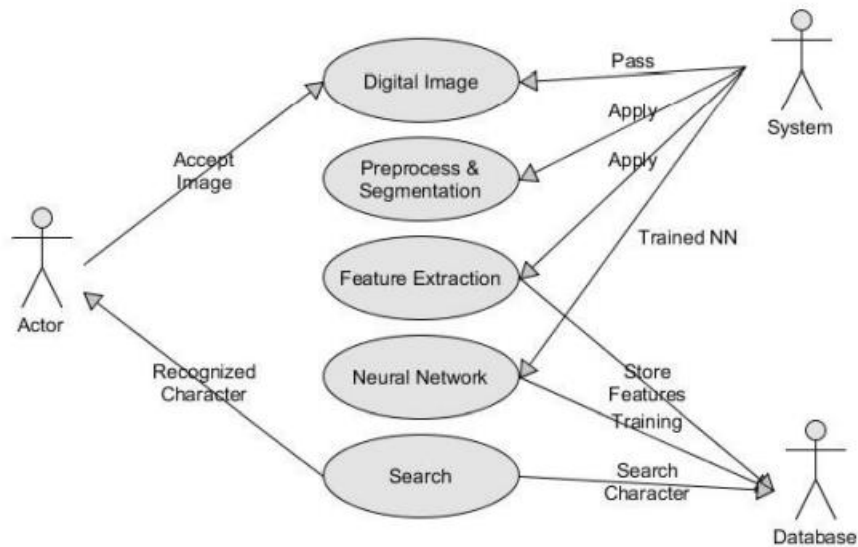 Digital Image
Pass
System
Apply
Accept
Image
Preprocess &
Segmentation
Apply
Trained NN
Feature Extraction
Actor
Recognized
Character
Neural Network
Store
Features
Training
Search
Search
Character
Database